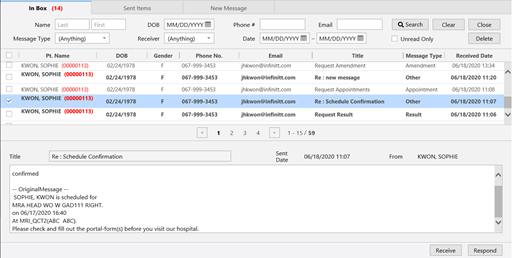 In Box (14) Sent Items New Message
Name Last First DOB MM/DD/YYYY Phone # Email Search Clear Close
Message Type (Anything) Receiver (Anything) Date MM/DD/YYYY ~ MM/DD/YYYY Unread Only Delete
Pt. Name DOB Gender Phone No. Email Title Message Type Received Date
KWON, SOPHIE (00000113) 02/24/1978 F 067-999-3453 jhkwon@infinitt.com Request Amendment Amendment 06/18/2020 13:34
KWON, SOPHIE (00000113) 02/24/1978 F 067-999-3453 jhkwon@infinitt.com Re : new message Other 06/18/2020 11:20
KWON, SOPHIE (00000113) 02/24/1978 F 067-999-3453 jhkwon@infinitt.com Request Appointments Appointment 06/18/2020 11:08
KWON, SOPHIE (00000113) 02/24/1978 F 067-999-3453 jhkwon@infinitt.com Re : Schedule Confirmation Other 06/18/2020 11:07
KWON, SOPHIE (00000113) 02/24/1978 F 067-999-3453 jhkwon@infinitt.com Request Result Other 06/18/2020 11:06
< 1 2 3 4 > 1 - 15 / 59
Title Re : Schedule Confirmation Sent Date 06/18/2020 11:07 From KWON, SOPHIE
confirmed
-- OriginalMessage --
SOPHIE, KWON is scheduled for
MRA HEAD WO W GAD111 RIGHT.
on 06/17/2020 16:40
At MRI_QCT2(ABC ABC).
Please check and fill out the portal-form(s) before you visit our hospital.
Receive Respond